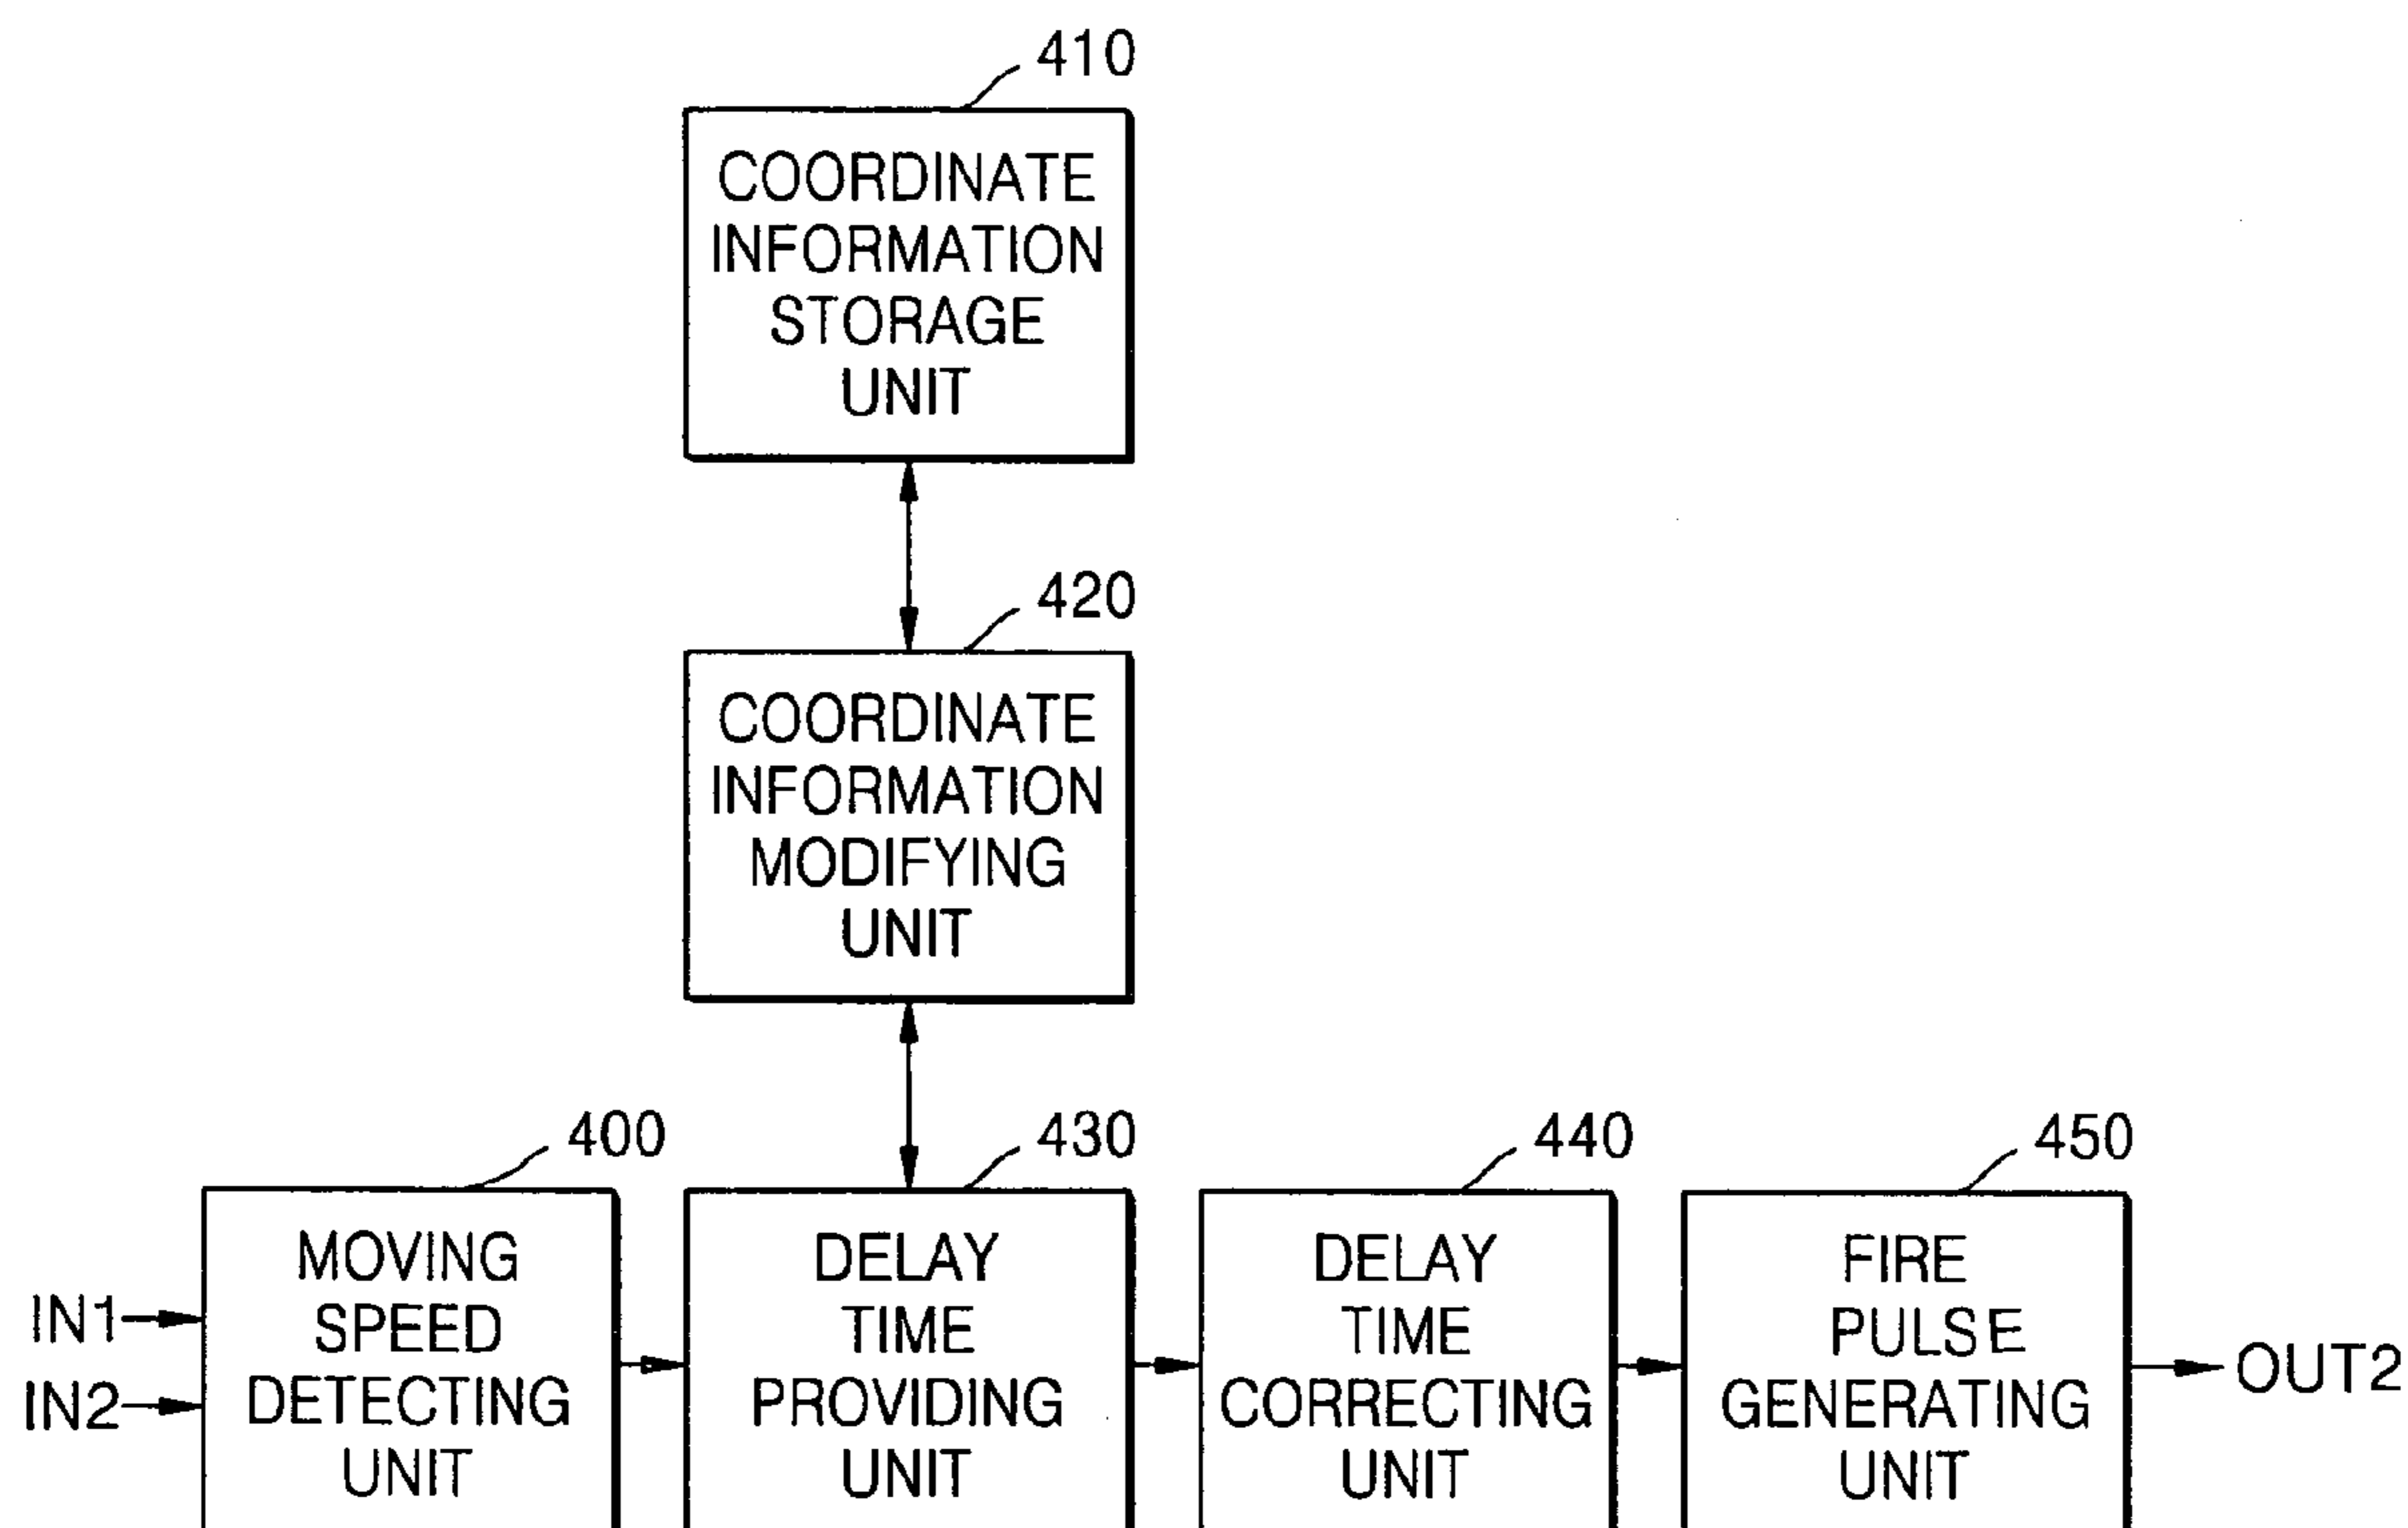 410
COORDINATE
INFORMATION
STORAGE
UNIT
420
COORDINATE
INFORMATION
MODIFYING
UNIT
400
MOVING
SPEED
DETECTING
UNIT
IN1
IN2
430
DELAY
TIME
PROVIDING
UNIT
440
DELAY
TIME
CORRECTING
UNIT
450
FIRE
PULSE
GENERATING
UNIT
OUT2